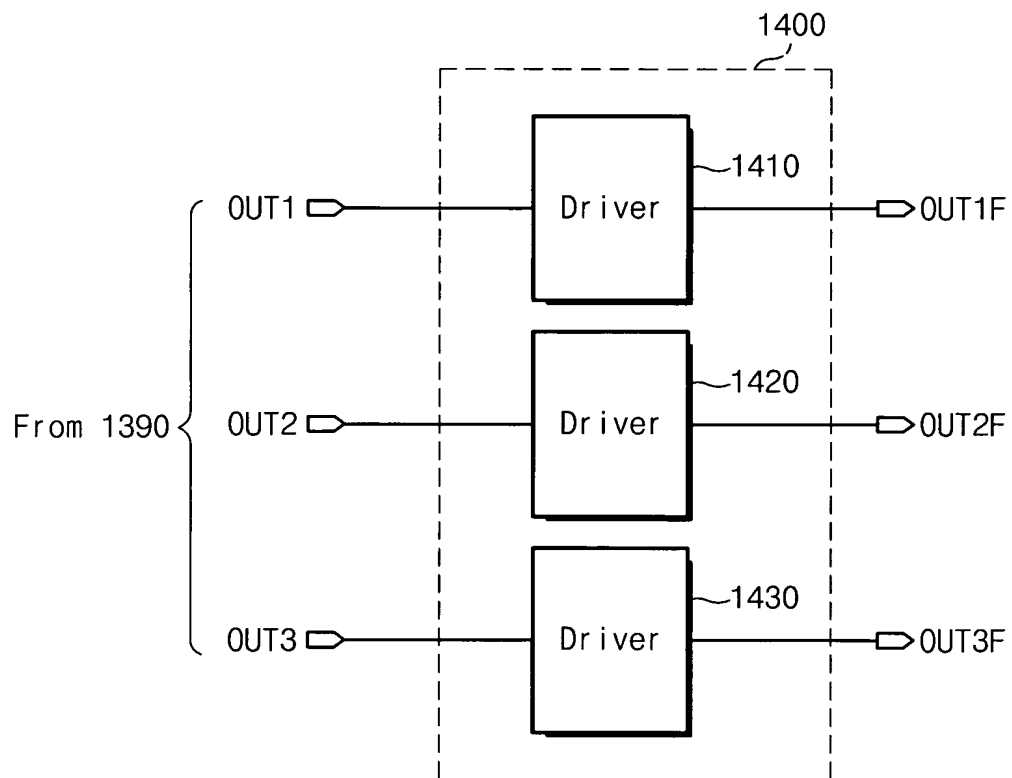 1400
1410
OUT1 Driver OUT1F
1420
From 1390 OUT2 Driver OUT2F
1430
OUT3 Driver OUT3F